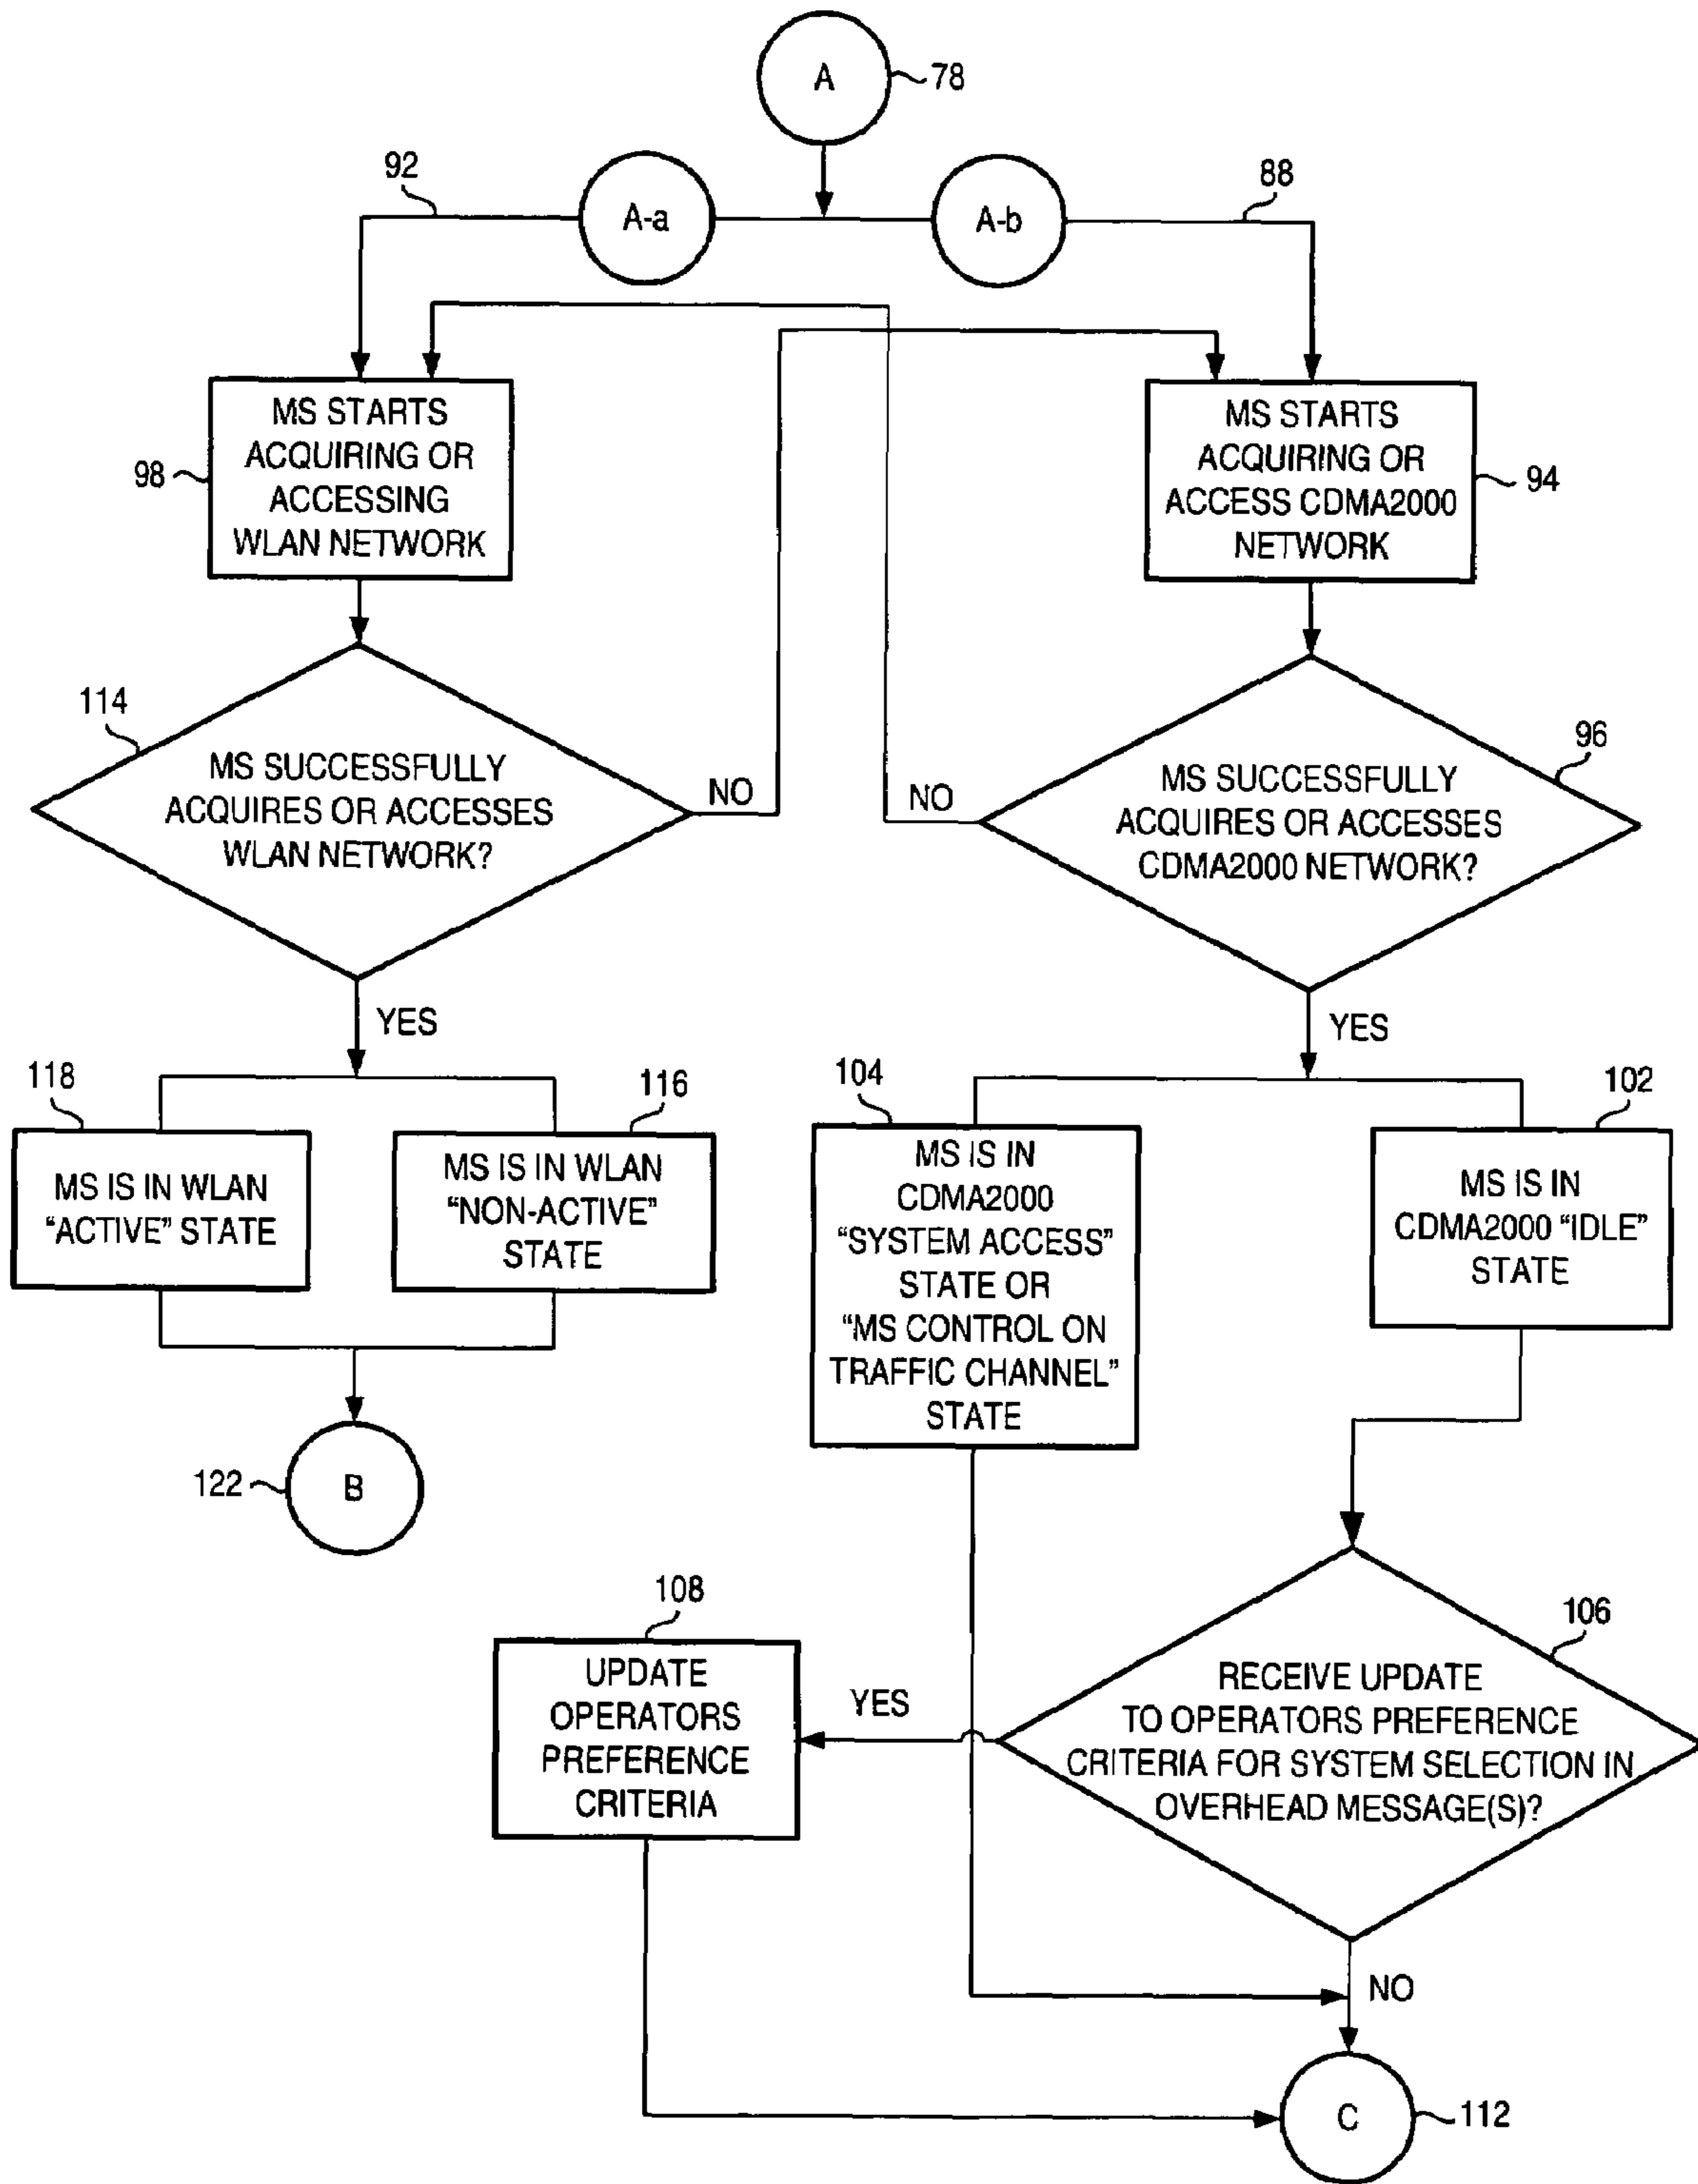 A
78
92
A-a
A-b
88
MS STARTS
ACQUIRING OR
ACCESSING
WLAN NETWORK
98
MS STARTS
ACQUIRING OR
ACCESS CDMA2000
NETWORK
94
114
MS SUCCESSFULLY
ACQUIRES OR ACCESSES
WLAN NETWORK?
NO
NO
96
MS SUCCESSFULLY
ACQUIRES OR ACCESSES
CDMA2000 NETWORK?
YES
YES
118
MS IS IN WLAN
“ACTIVE” STATE
116
MS IS IN WLAN
“NON-ACTIVE”
STATE
104
MS IS IN
CDMA2000
“SYSTEM ACCESS”
STATE OR
“MS CONTROL ON
TRAFFIC CHANNEL”
STATE
102
MS IS IN
CDMA2000 “IDLE”
STATE
122
B
108
UPDATE
OPERATORS
PREFERENCE
CRITERIA
YES
106
RECEIVE UPDATE
TO OPERATORS PREFERENCE
CRITERIA FOR SYSTEM SELECTION IN
OVERHEAD MESSAGE(S)?
NO
C
112